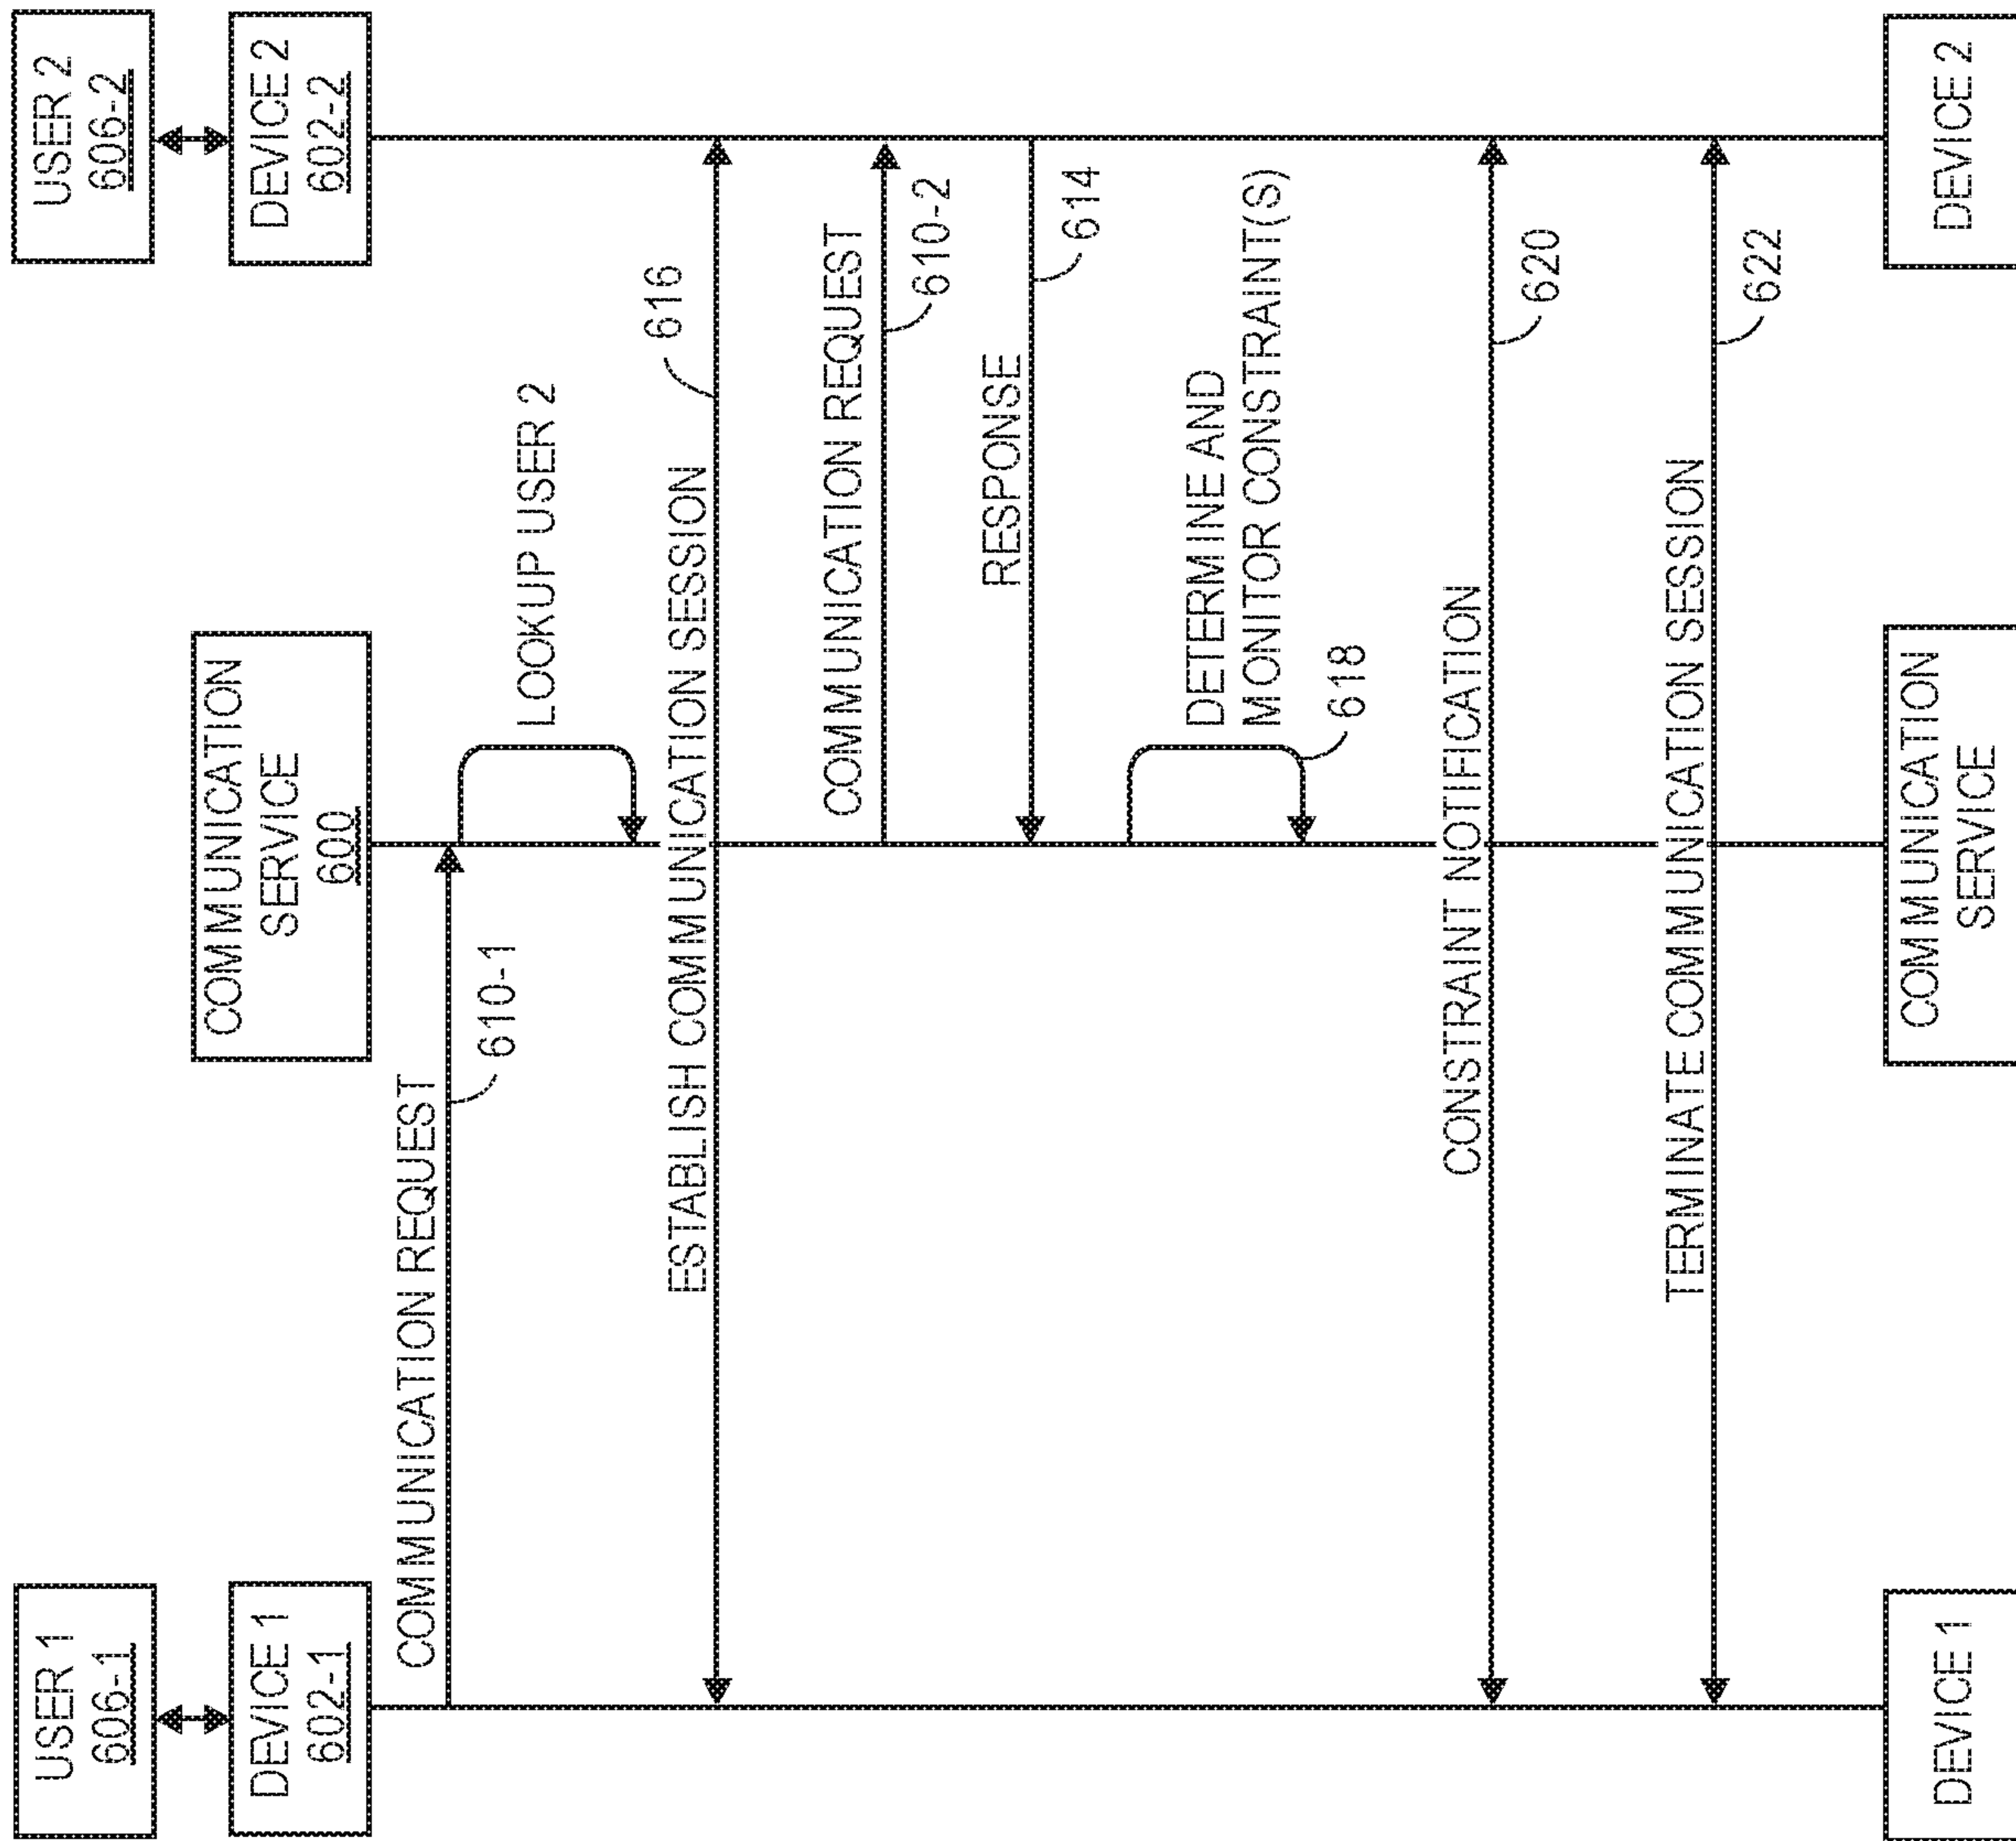 USER 1
606-1
DEVICE 1
602-1
COMMUNICATION
SERVICE
600
USER 2
606-2
DEVICE 2
602-2
COMMUNICATION REQUEST
610-1
LOOKUP USER 2
ESTABLISH COMMUNICATION SESSION
616
COMMUNICATION REQUEST
610-2
RESPONSE
614
DETERMINE AND
MONITOR CONSTRAINT(S)
618
CONSTRAINT NOTIFICATION
620
TERMINATE COMMUNICATION SESSION
622
DEVICE 1
COMMUNICATION
SERVICE
DEVICE 2